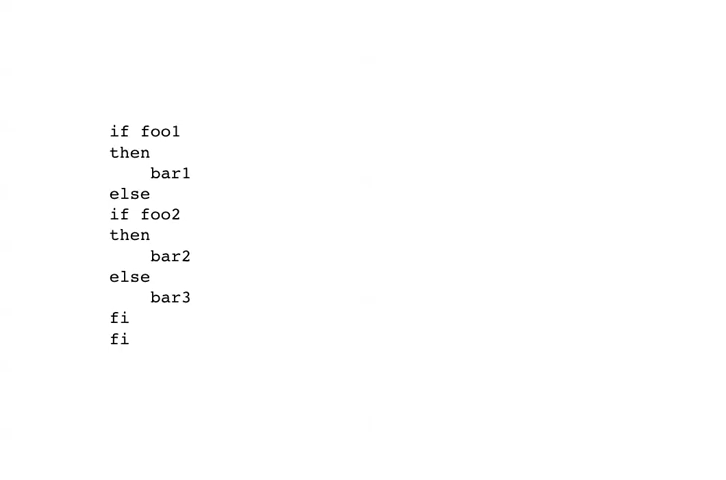 if foo1
then
    bar1
else
if foo2
then
    bar2
else
    bar3
fi
fi